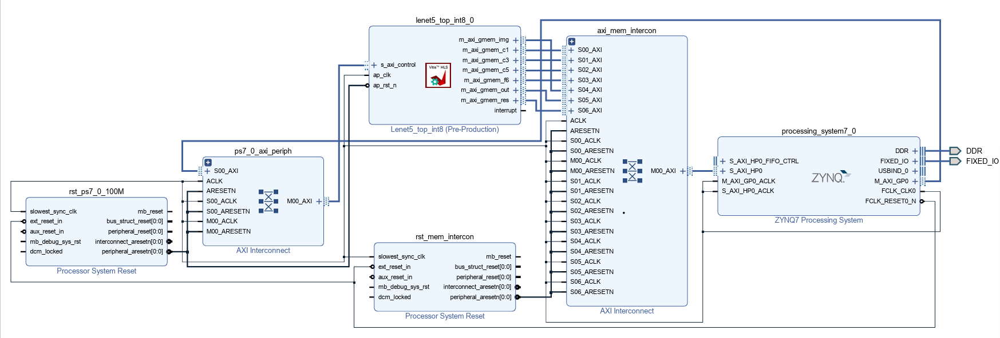 lenet5_top_int8_0
m_axi_gmem_img
m_axi_gmem_c1
m_axi_gmem_c3
m_axi_gmem_c5
m_axi_gmem_f6
m_axi_gmem_out
m_axi_gmem_res
interrupt
s_axi_control
ap_clk
ap_rst_n
Vitis™ HLS
Lenet5_top_int8 (Pre-Production)
axi_mem_intercon
S00_AXI
S01_AXI
S02_AXI
S03_AXI
S04_AXI
S05_AXI
S06_AXI
ACLK
ARESETN
S00_ACLK
S00_ARESETN
M00_ACLK
M00_ARESETN
S01_ACLK
S01_ARESETN
S02_ACLK
S02_ARESETN
S03_ACLK
S03_ARESETN
S04_ACLK
S04_ARESETN
S05_ACLK
S05_ARESETN
S06_ACLK
S06_ARESETN
M00_AXI
AXI Interconnect
processing_system7_0
S_AXI_HP0_FIFO_CTRL
S_AXI_HP0
M_AXI_GP0_ACLK
S_AXI_HP0_ACLK
ZYNQ
DDR
FIXED_IO
USBIND_0
M_AXI_GP0
FCLK_CLK0
FCLK_RESET0_N
ZYNQ7 Processing System
DDR
FIXED_IO
ps7_0_axi_periph
S00_AXI
ACLK
ARESETN
S00_ACLK
S00_ARESETN
M00_ACLK
M00_ARESETN
M00_AXI
AXI Interconnect
rst_ps7_0_100M
slowest_sync_clk
ext_reset_in
aux_reset_in
mb_debug_sys_rst
dcm_locked
mb_reset
bus_struct_reset[0:0]
peripheral_reset[0:0]
interconnect_aresetn[0:0]
peripheral_aresetn[0:0]
Processor System Reset
rst_mem_intercon
slowest_sync_clk
ext_reset_in
aux_reset_in
mb_debug_sys_rst
dcm_locked
mb_reset
bus_struct_reset[0:0]
peripheral_reset[0:0]
interconnect_aresetn[0:0]
peripheral_aresetn[0:0]
Processor System Reset